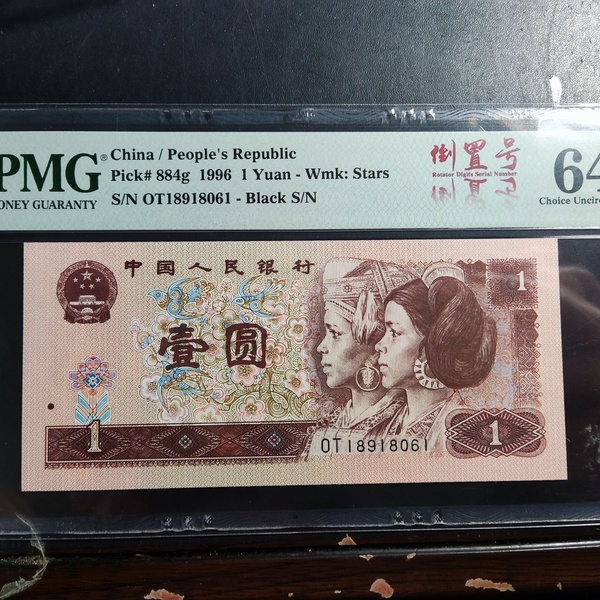 PMG®
MONEY GUARANTY
China / People's Republic
Pick# 884g 1996 1 Yuan - Wmk: Stars
S/N OT18918061 - Black S/N
倒置号
Rotator Digits Serial Number
64
Choice Uncirc
中国人民银行
1
壹圆
1
OT18918061
1